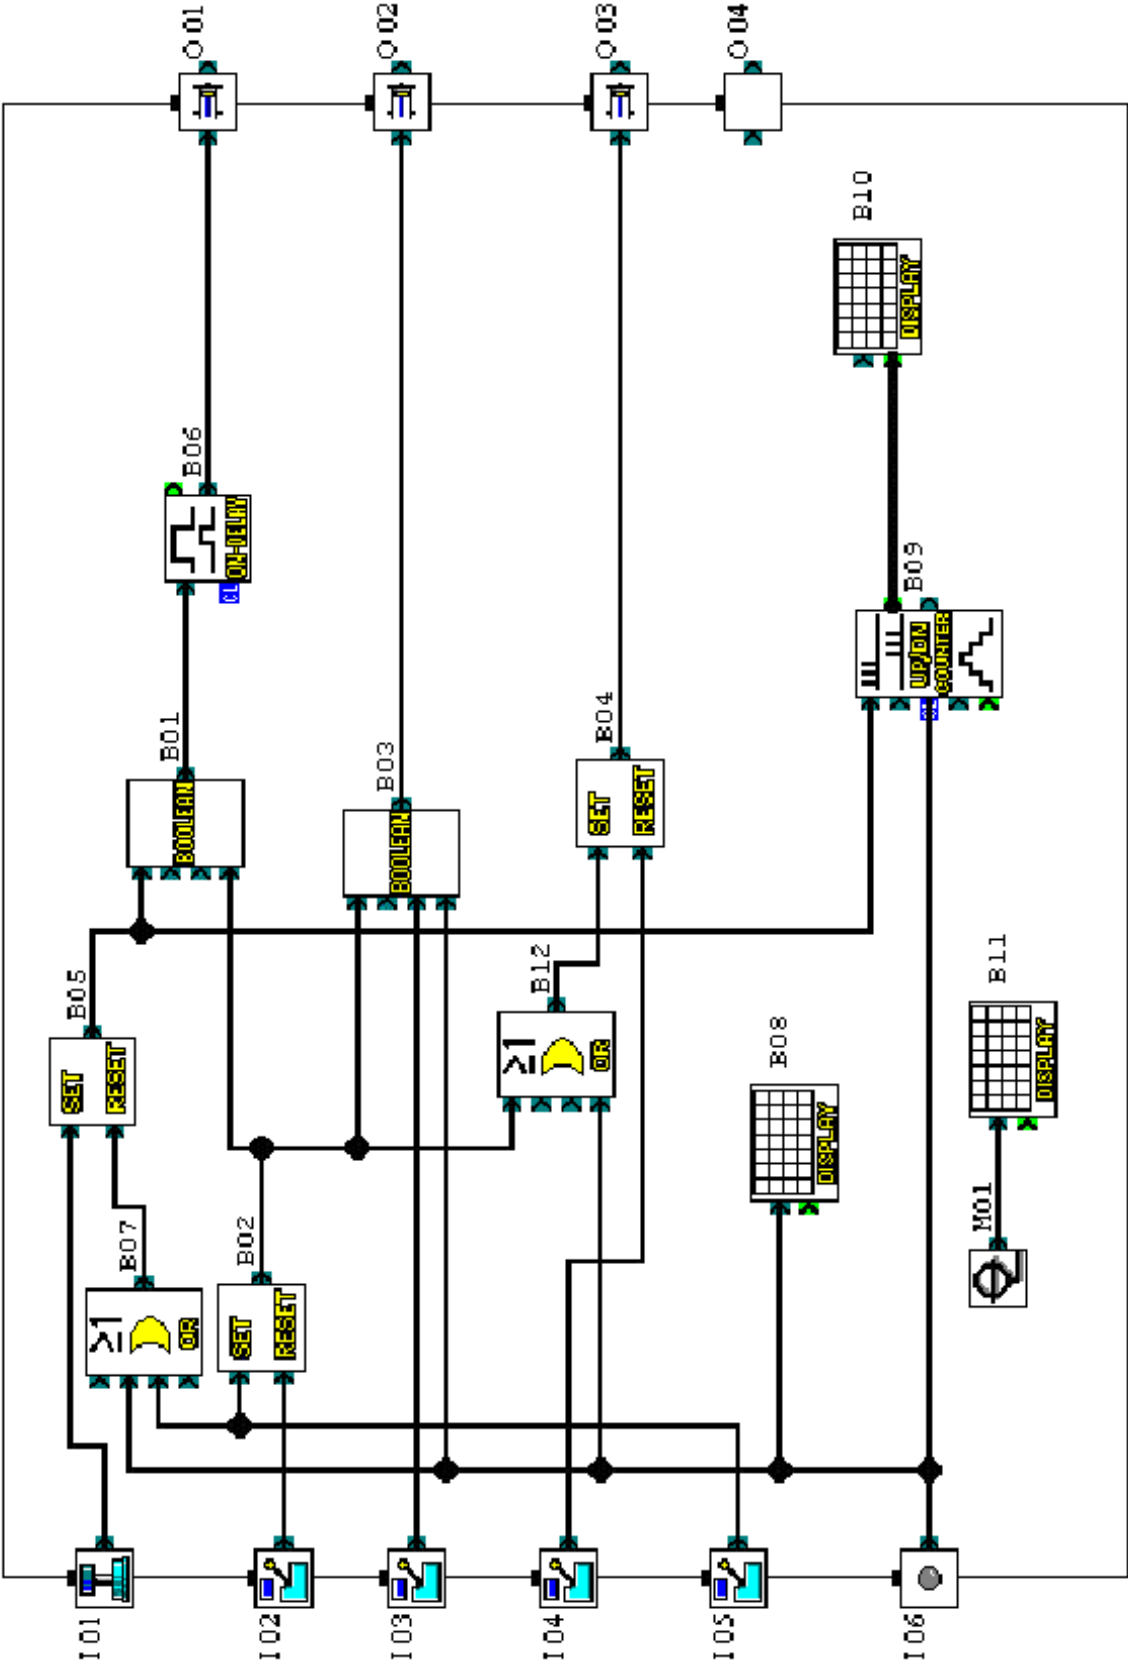 O01
O02
O03
O04
B10
DISPLAY
B06
ON-DELAY
CL
B09
UP/DN
COUNTER
B01
BOOLEAN
B03
BOOLEAN
B04
SET
RESET
B05
SET
RESET
B12
≥1
OR
B08
DISPLAY
B11
DISPLAY
B07
≥1
OR
B02
SET
RESET
M01
I01
I02
I03
I04
I05
I06